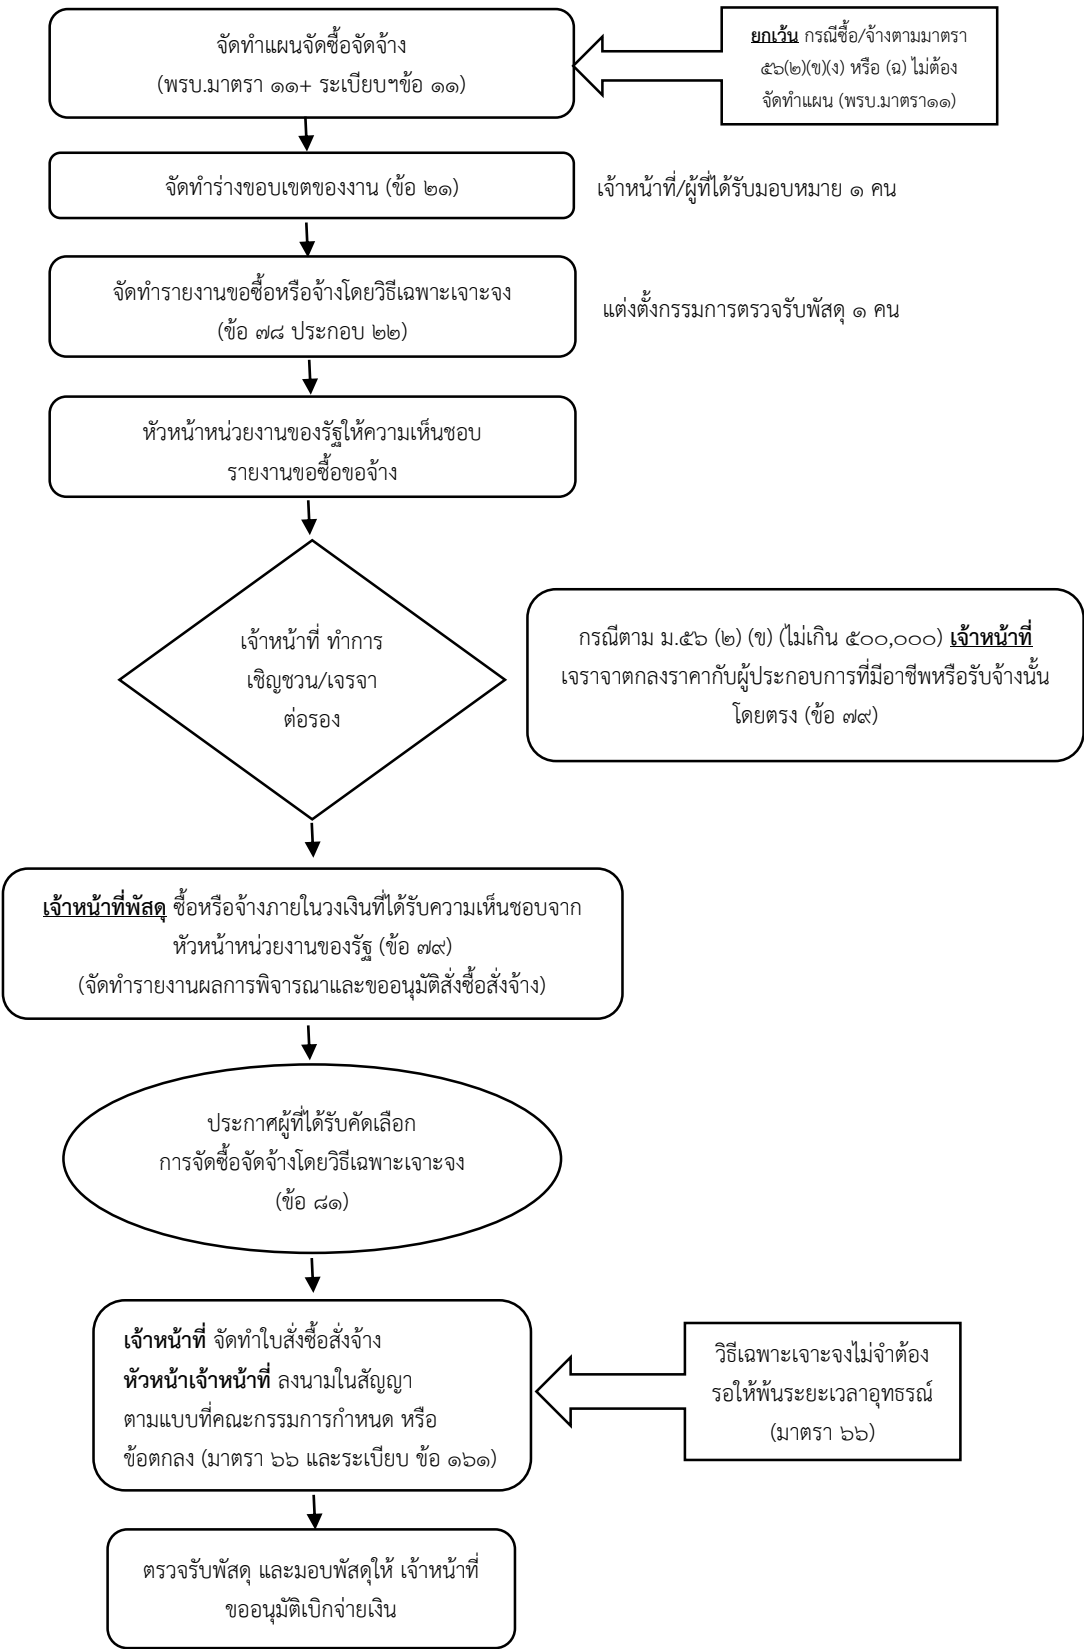 จัดทำแผนจัดซื้อจัดจ้าง
(พรบ.มาตรา ๑๑+ ระเบียบฯข้อ ๑๑)
ยกเว้น กรณีซื้อ/จ้างตามมาตรา
๕๖(๒)(ข)(ง) หรือ (ฉ) ไม่ต้อง
จัดทำแผน (พรบ.มาตรา๑๑)
จัดทำร่างขอบเขตของงาน (ข้อ ๒๑)
เจ้าหน้าที่/ผู้ที่ได้รับมอบหมาย ๑ คน
จัดทำรายงานขอซื้อหรือจ้างโดยวิธีเฉพาะเจาะจง
(ข้อ ๗๘ ประกอบ ๒๒)
แต่งตั้งกรรมการตรวจรับพัสดุ ๑ คน
หัวหน้าหน่วยงานของรัฐให้ความเห็นชอบ
รายงานขอซื้อขอจ้าง
เจ้าหน้าที่ ทำการ
เชิญชวน/เจรจา
ต่อรอง
กรณีตาม ม.๕๖ (๒) (ข) (ไม่เกิน ๕๐๐,๐๐๐) เจ้าหน้าที่
เจราจาตกลงราคากับผู้ประกอบการที่มีอาชีพหรือรับจ้างนั้น
โดยตรง (ข้อ ๗๙)
เจ้าหน้าที่พัสดุ ซื้อหรือจ้างภายในวงเงินที่ได้รับความเห็นชอบจาก
หัวหน้าหน่วยงานของรัฐ (ข้อ ๗๙)
(จัดทำรายงานผลการพิจารณาและขออนุมัติสั่งซื้อสั่งจ้าง)
ประกาศผู้ที่ได้รับคัดเลือก
การจัดซื้อจัดจ้างโดยวิธีเฉพาะเจาะจง
(ข้อ ๘๑)
เจ้าหน้าที่ จัดทำใบสั่งซื้อสั่งจ้าง
หัวหน้าเจ้าหน้าที่ ลงนามในสัญญา
ตามแบบที่คณะกรรมการกำหนด หรือ
ข้อตกลง (มาตรา ๖๖ และระเบียบ ข้อ ๑๖๑)
วิธีเฉพาะเจาะจงไม่จำต้อง
รอให้พ้นระยะเวลาอุทธรณ์
(มาตรา ๖๖)
ตรวจรับพัสดุ และมอบพัสดุให้ เจ้าหน้าที่
ขออนุมัติเบิกจ่ายเงิน